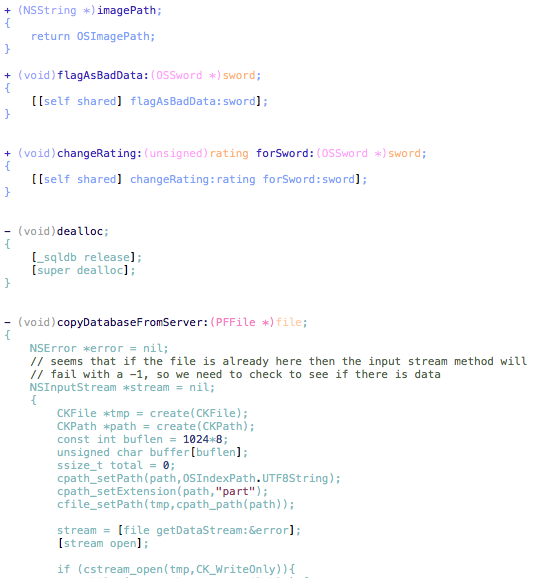 + (NSString *)imagePath;
{
    return OSImagePath;
}
+ (void)flagAsBadData:(OSSword *)sword;
{
    [[self shared] flagAsBadData:sword];
}
+ (void)changeRating:(unsigned)rating forSword:(OSSword *)sword;
{
    [[self shared] changeRating:rating forSword:sword];
}
- (void)dealloc;
{
    [_sqldb release];
    [super dealloc];
}
- (void)copyDatabaseFromServer:(PFFile *)file;
{
    NSError *error = nil;
    // seems that if the file is already here then the input stream method will
    // fail with a -1, so we need to check to see if there is data
    NSInputStream *stream = nil;
    {
        CKFile *tmp = create(CKFile);
        CKPath *path = create(CKPath);
        const int buflen = 1024*8;
        unsigned char buffer[buflen];
        ssize_t total = 0;
        cpath_setPath(path,OSIndexPath.UTF8String);
        cpath_setExtension(path,"part");
        cfile_setPath(tmp,cpath_path(path));
        stream = [file getDataStream:&error];
        [stream open];
        if (cstream_open(tmp,CK_WriteOnly)){